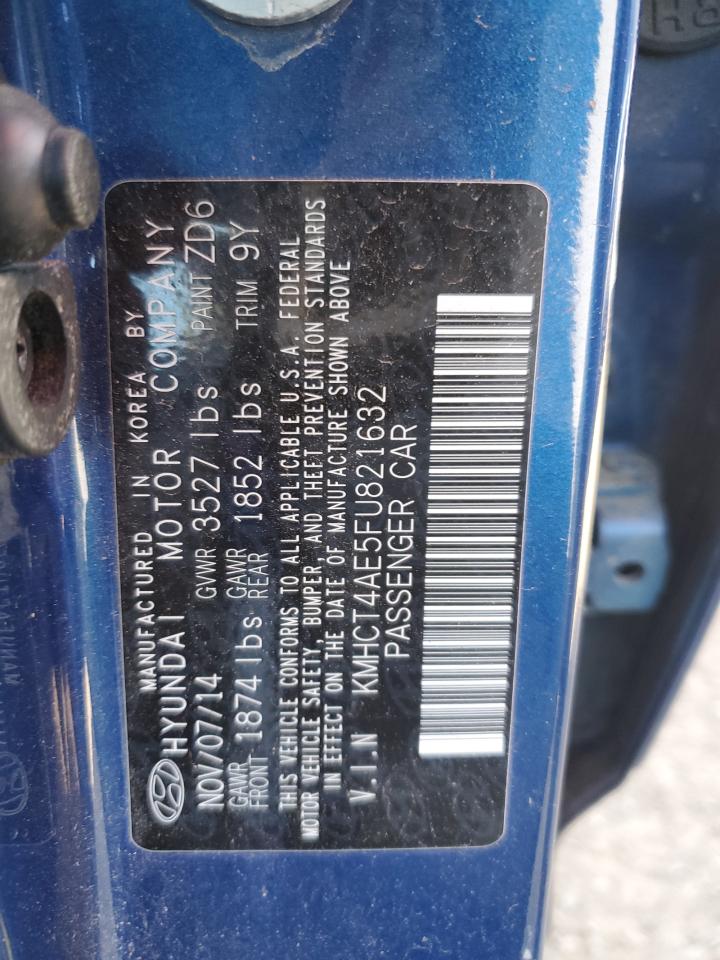 MANUFACTURED IN KOREA BY
HYUNDAI MOTOR COMPANY
NOV/07/14 GVWR 3527 lbs PAINT ZD6
GAWR FRONT 1874 lbs GAWR REAR 1852 lbs TRIM 9Y
THIS VEHICLE CONFORMS TO ALL APPLICABLE U.S.A. FEDERAL
MOTOR VEHICLE SAFETY, BUMPER, AND THEFT PREVENTION STANDARDS
IN EFFECT ON THE DATE OF MANUFACTURE SHOWN ABOVE
V.I.N KMHCT4AE5FU821632
PASSENGER CAR